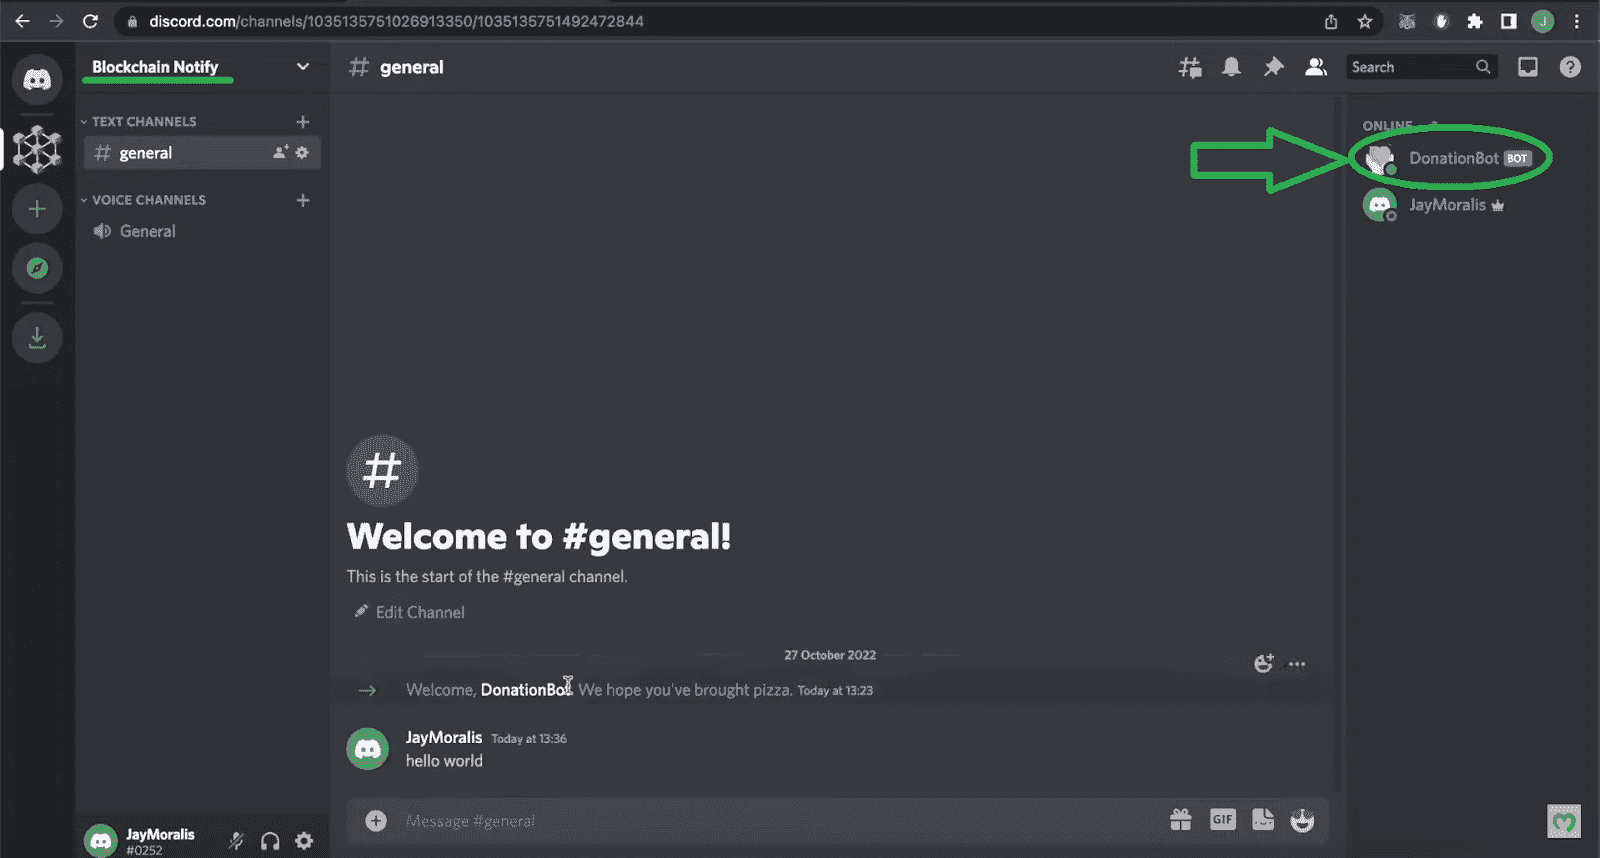 discord.com/channels/1035135751026913350/1035135751492472844
J
Blockchain Notify
general
Search
TEXT CHANNELS
general
VOICE CHANNELS
General
ONLINE
DonationBot BOT
JayMoralis
Welcome to #general!
This is the start of the #general channel.
Edit Channel
27 October 2022
Welcome, DonationBot. We hope you've brought pizza. Today at 13:23
JayMoralis Today at 13:36
hello world
Message #general
GIF
JayMoralis
#0252